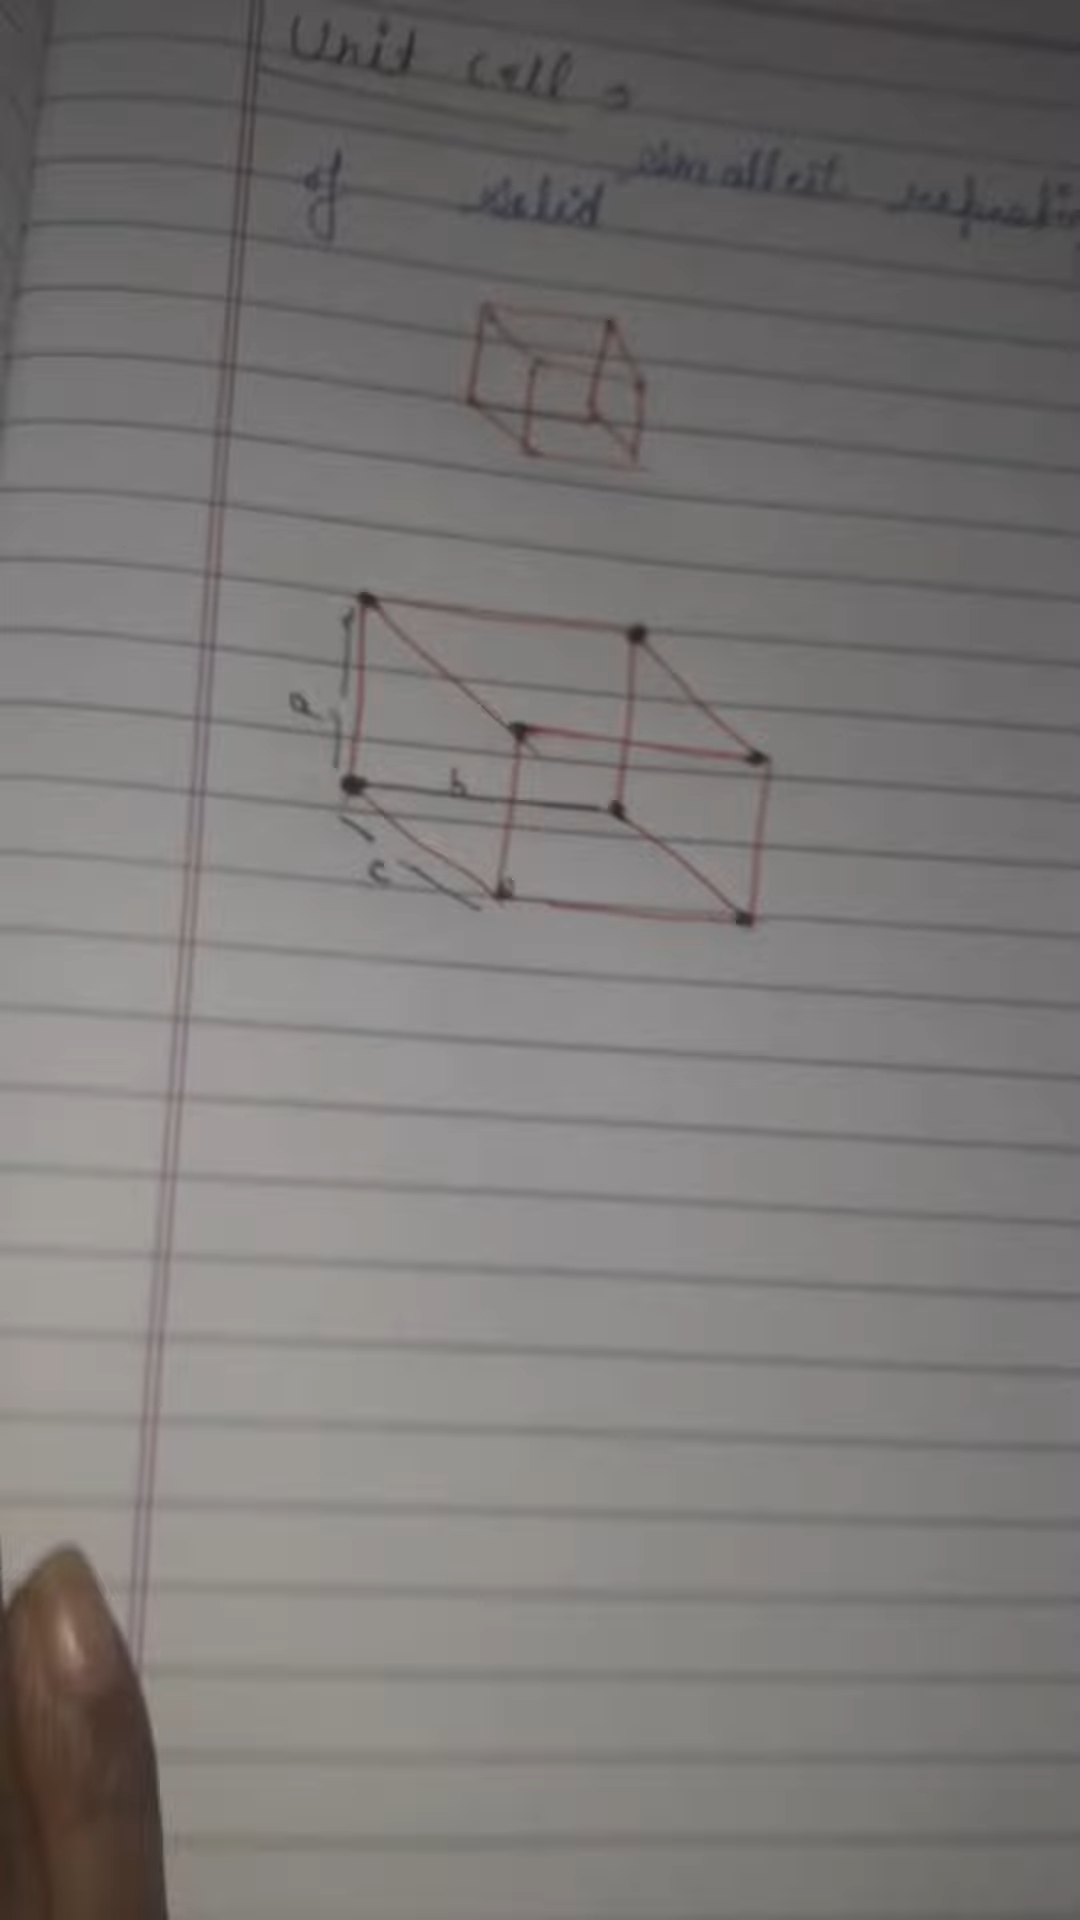 Unit cell :
smallest
of solid
a
b
c